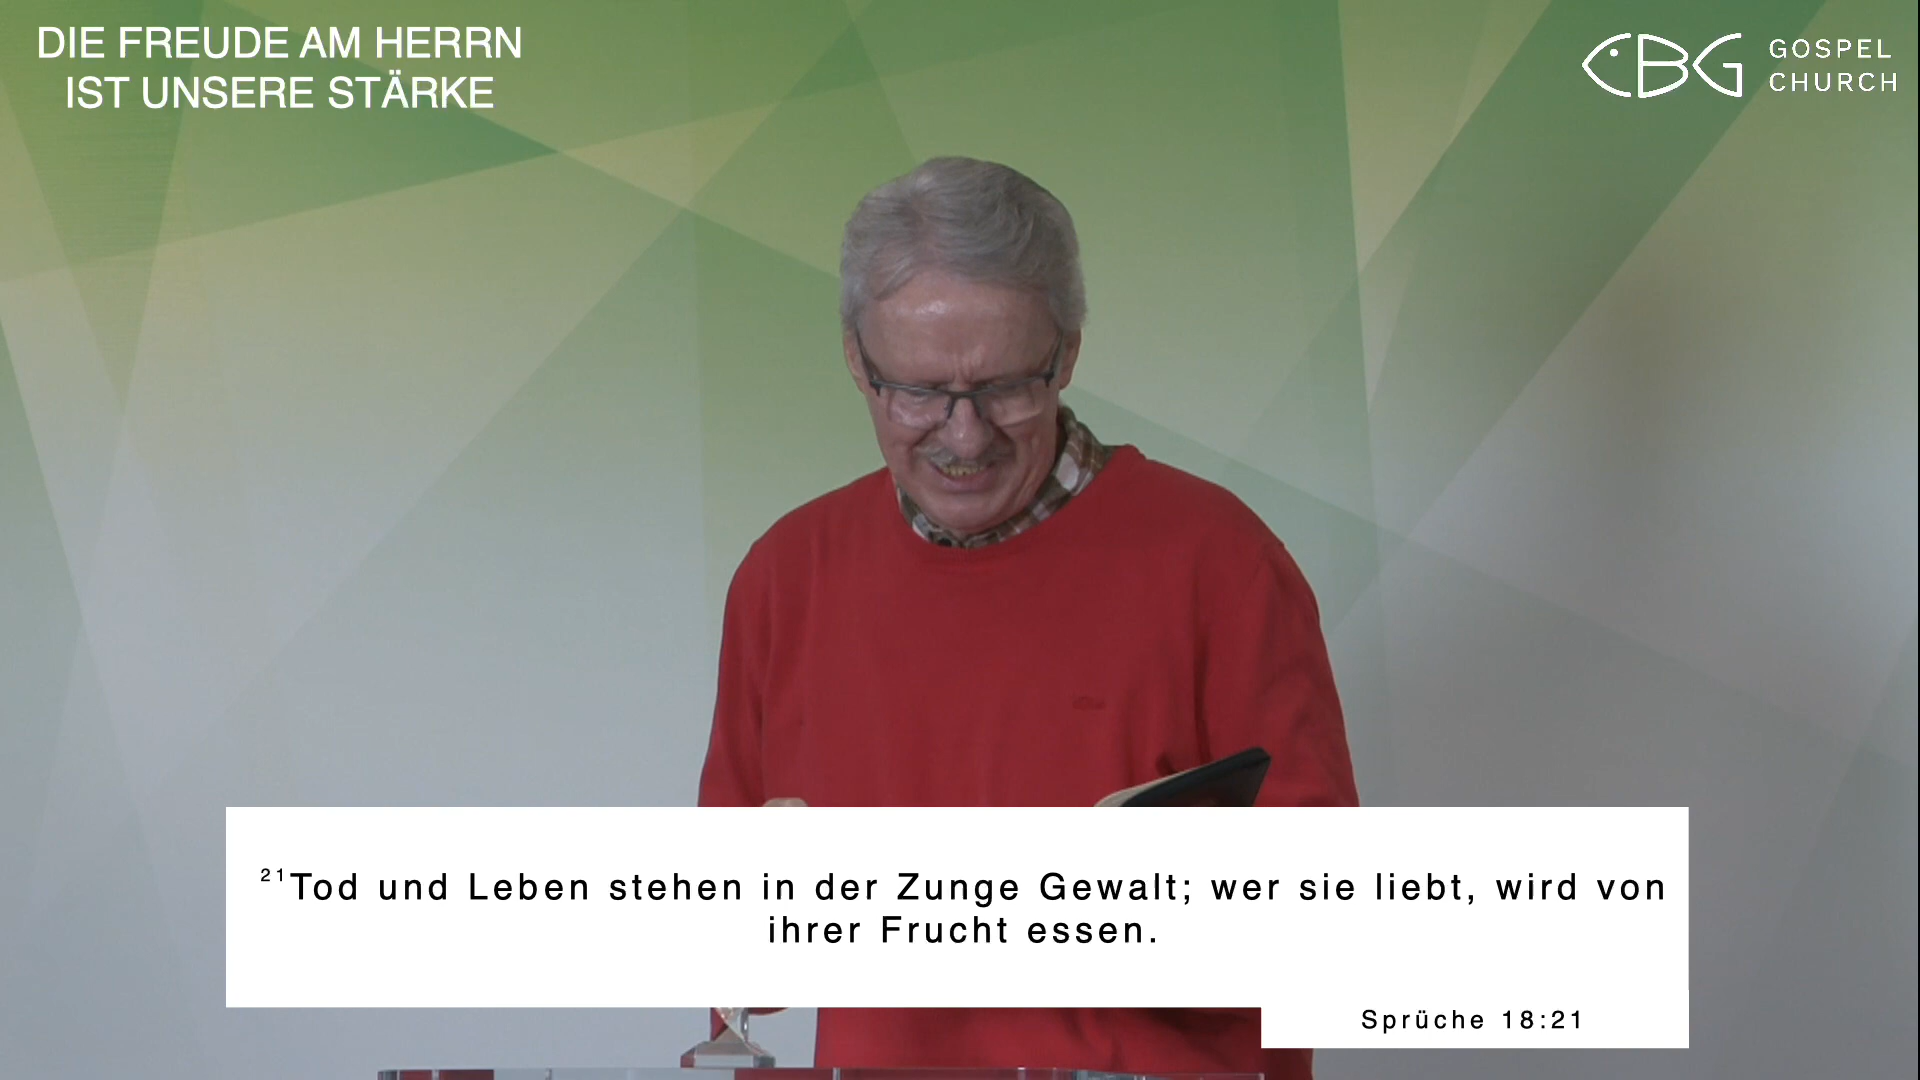 DIE FREUDE AM HERRN
IST UNSERE STÄRKE
CBG
GOSPEL
CHURCH
²¹Tod und Leben stehen in der Zunge Gewalt; wer sie liebt, wird von
ihrer Frucht essen.
Sprüche 18:21